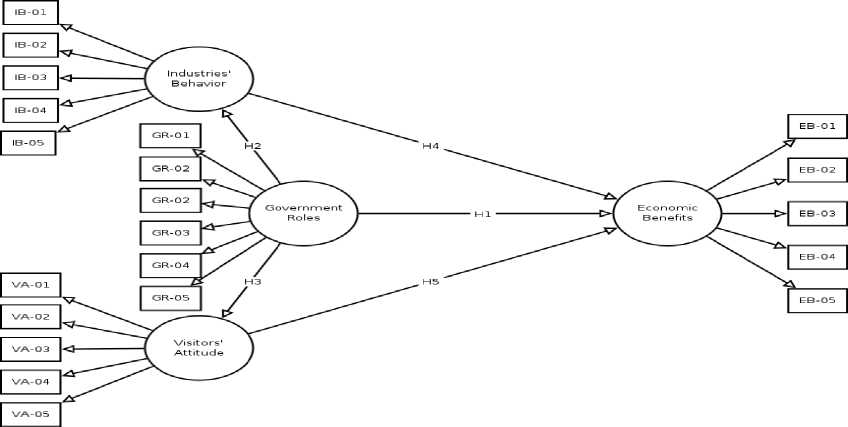 IB-01
IB-02
IB-03
IB-04
IB-05
Industries'
Behavior
GR-01
GR-02
GR-02
GR-03
GR-04
GR-05
H2
H4
Government
Roles
H1
Economic
Benefits
EB-01
EB-02
EB-03
EB-04
EB-05
H3
H5
VA-01
VA-02
VA-03
VA-04
VA-05
Visitors'
Attitude